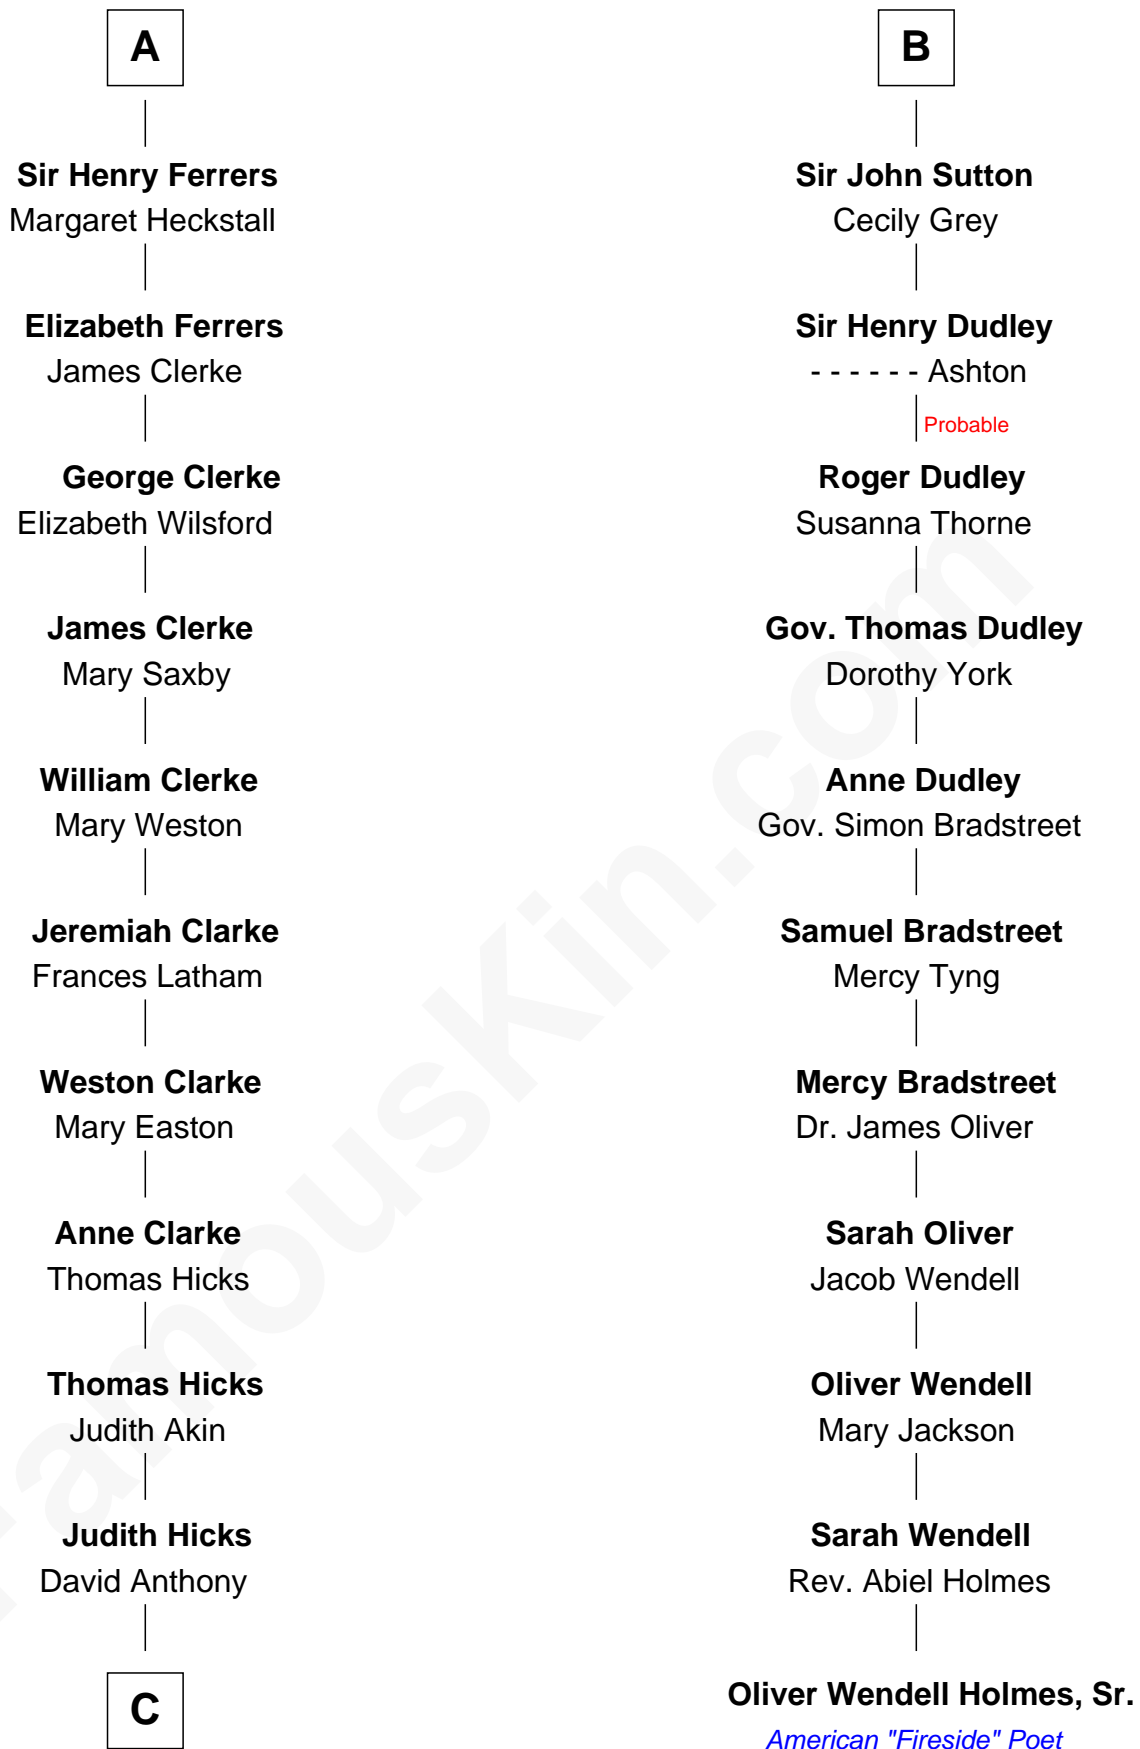 A
Sir Henry Ferrers
Margaret Heckstall
Elizabeth Ferrers
James Clerke
George Clerke
Elizabeth Wilsford
James Clerke
Mary Saxby
William Clerke
Mary Weston
Jeremiah Clarke
Frances Latham
Weston Clarke
Mary Easton
Anne Clarke
Thomas Hicks
Thomas Hicks
Judith Akin
Judith Hicks
David Anthony
C
B
Sir John Sutton
Cecily Grey
Sir Henry Dudley
- - - - - - Ashton
Probable
Roger Dudley
Susanna Thorne
Gov. Thomas Dudley
Dorothy York
Anne Dudley
Gov. Simon Bradstreet
Samuel Bradstreet
Mercy Tyng
Mercy Bradstreet
Dr. James Oliver
Sarah Oliver
Jacob Wendell
Oliver Wendell
Mary Jackson
Sarah Wendell
Rev. Abiel Holmes
Oliver Wendell Holmes, Sr.
American "Fireside" Poet
FamousKin.com